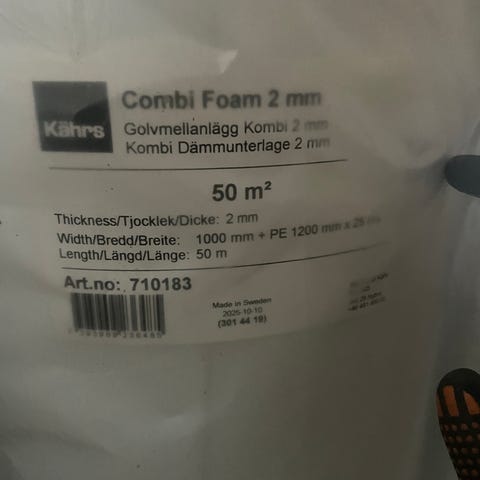 Kährs
Combi Foam 2 mm
Golvmellanlägg Kombi 2 mm
Kombi Dämmunterlage 2 mm
50 m²
Thickness/Tjocklek/Dicke: 2 mm
Width/Bredd/Breite: 1000 mm + PE 1200 mm x 25
Length/Längd/Länge: 50 m
Art.no: 710183
Made in Sweden
2025-10-10
(301 44 19)